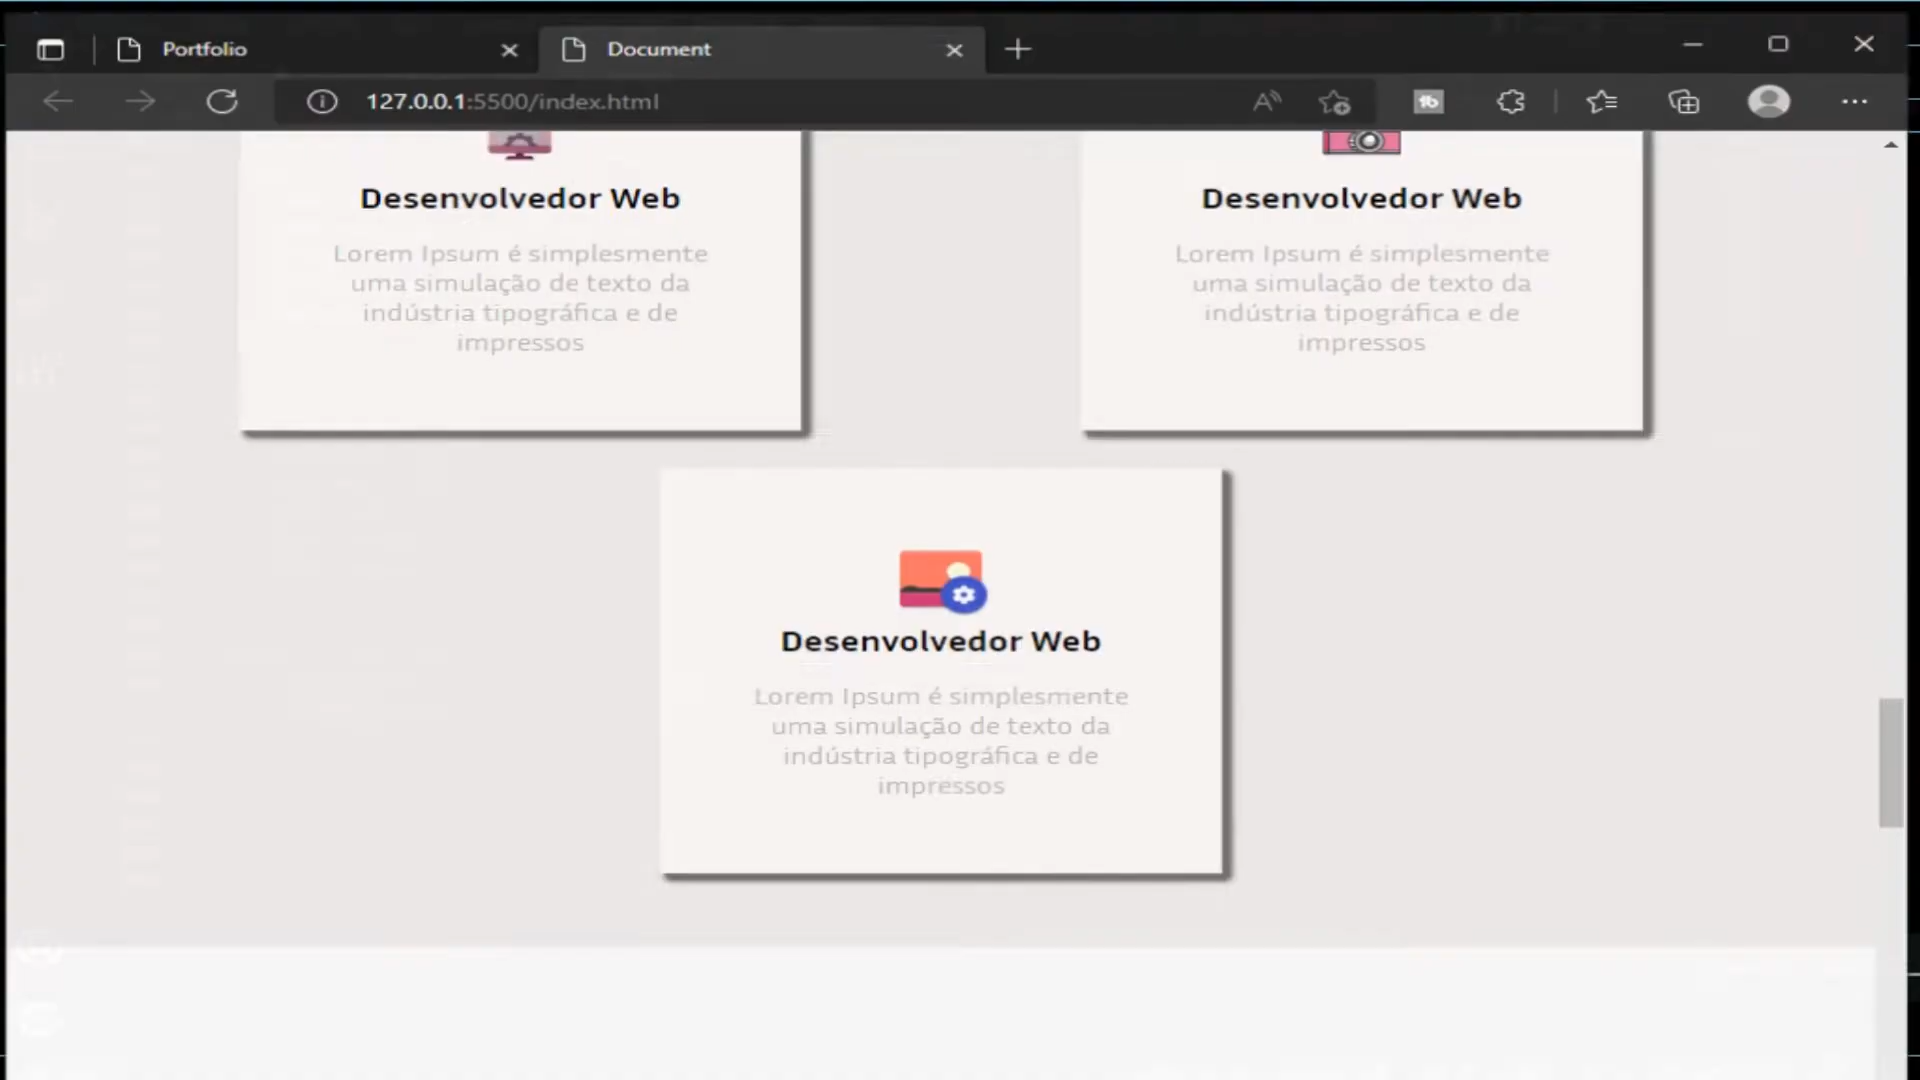 Portfolio
Document
127.0.0.1:5500/index.html
Desenvolvedor Web
Lorem Ipsum é simplesmente
uma simulação de texto da
indústria tipográfica e de
impressos
Desenvolvedor Web
Lorem Ipsum é simplesmente
uma simulação de texto da
indústria tipográfica e de
impressos
Desenvolvedor Web
Lorem Ipsum é simplesmente
uma simulação de texto da
indústria tipográfica e de
impressos